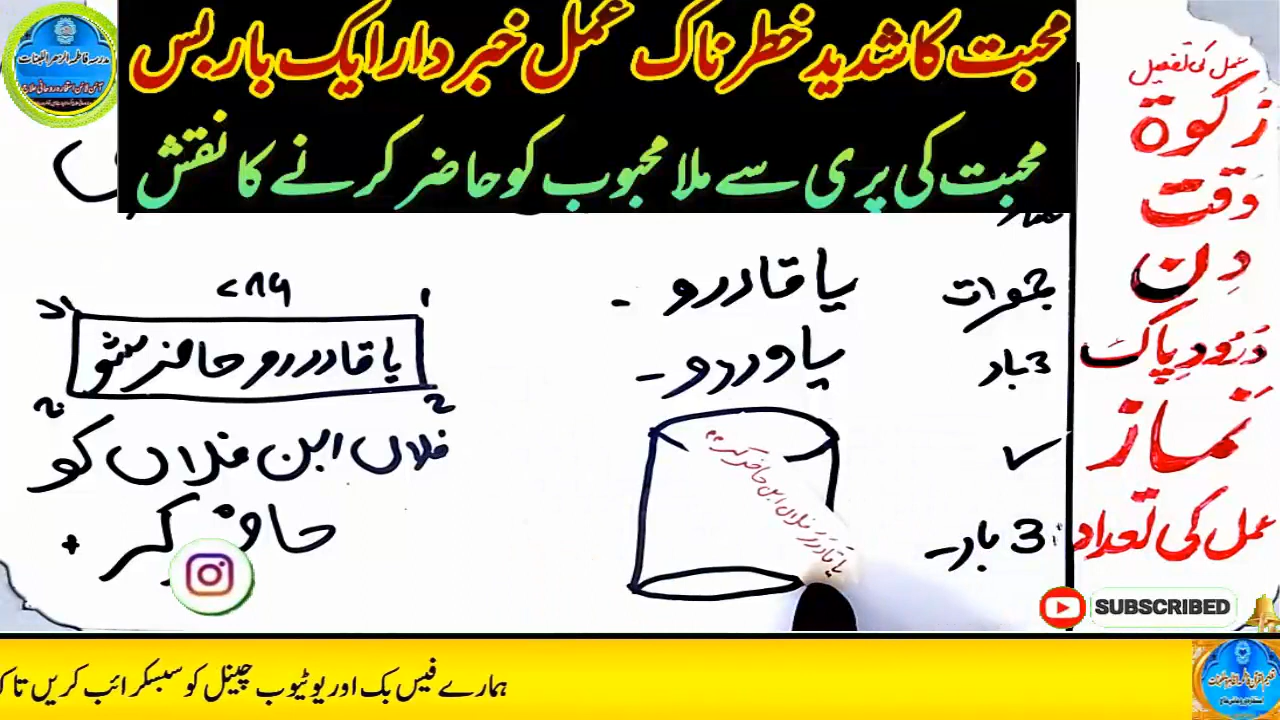 محبت کا شدید خطرناک عمل خبردار ایک بار بس
محبت کی پری سے ملا محبوب کو حاضر کرنے کا نقش
عمل کی تفصیل
زکوۃ
وقت
دن
درود پاک
نماز
عمل کی تعداد
جمعرات
3 بار
3 بار
یا قادررو
یا وررو
۷۸۶
یا قادررو حاضر شو
فلاں ابن فلاں کو
حاضر کر
SUBSCRIBED
ہمارے فیس بک اور یوٹیوب چینل کو سبسکرائب کریں تاک